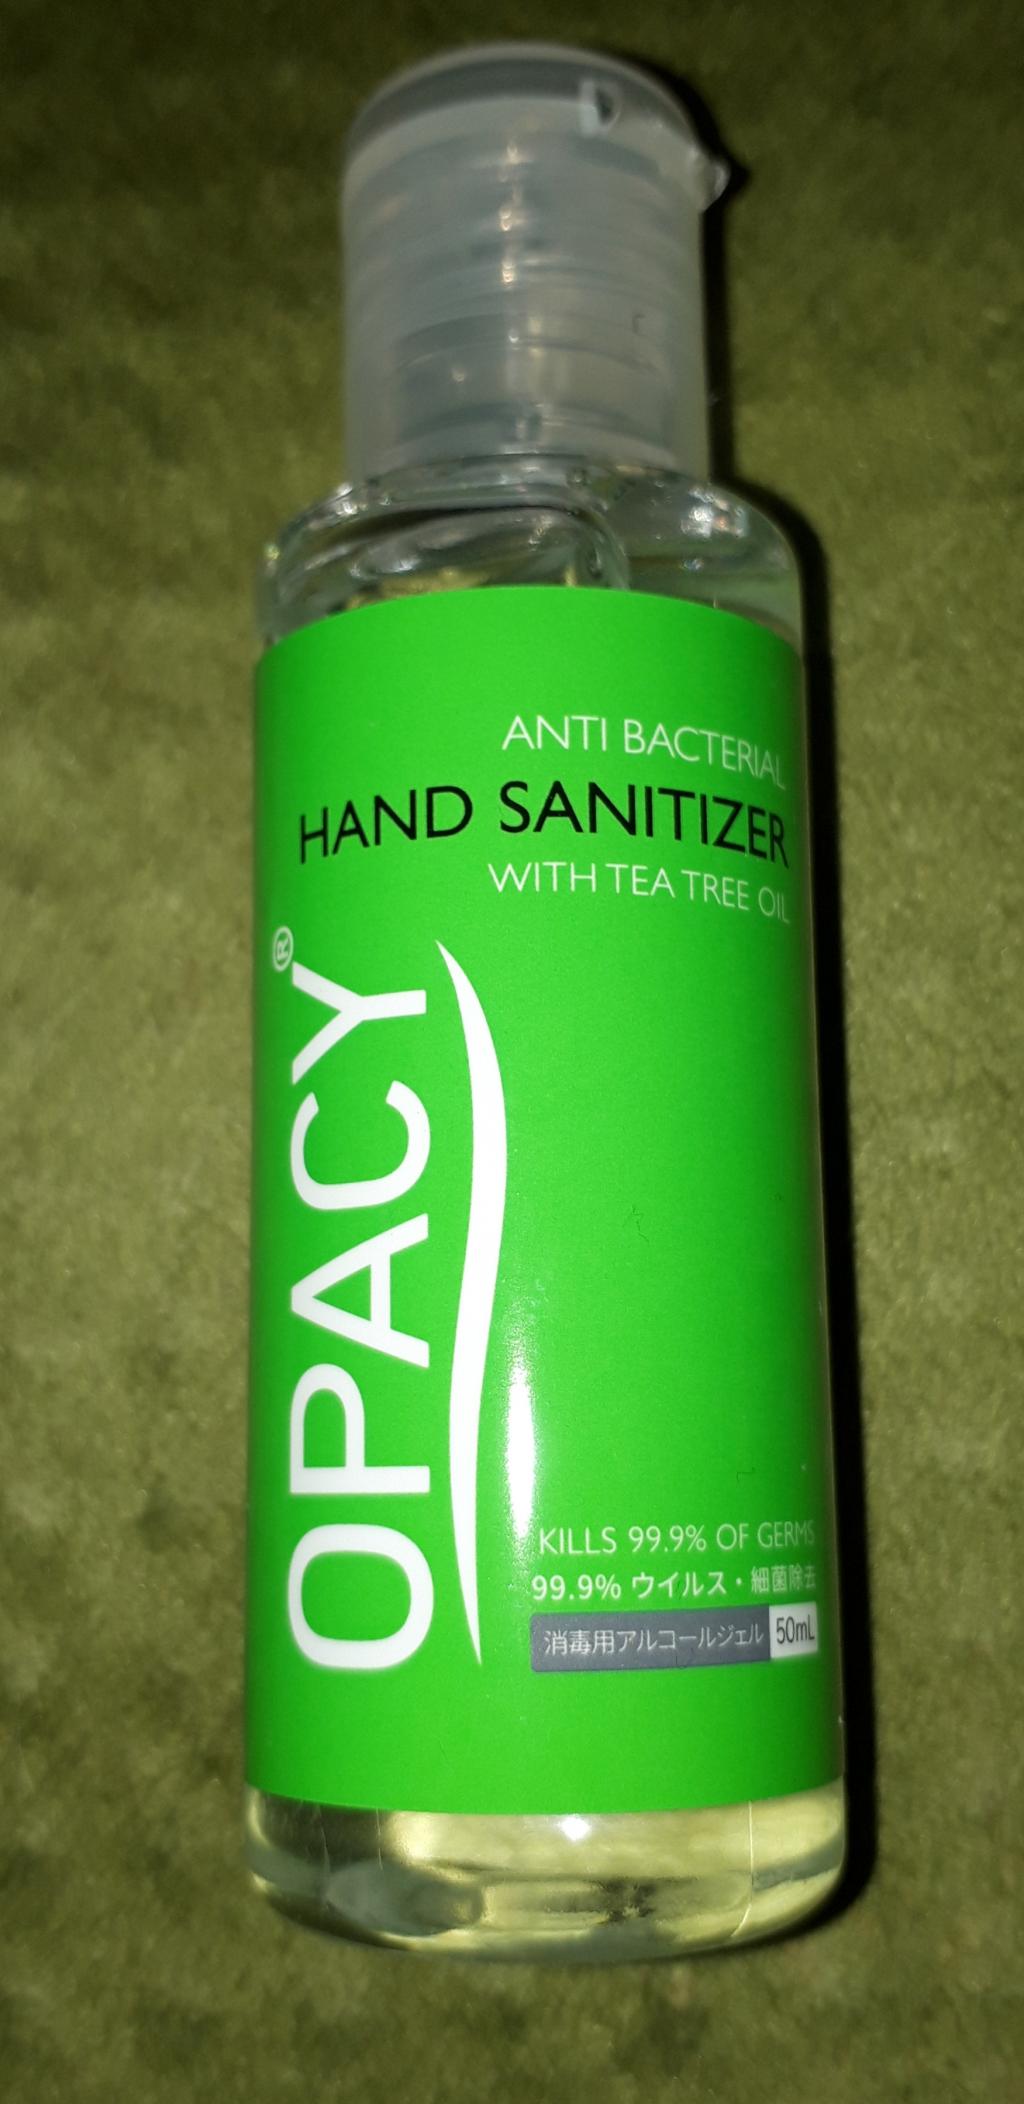 ANTI BACTERIAL
HAND SANITIZER
WITH TEA TREE OIL
OPACY®
KILLS 99.9% OF GERMS
99.9% ウイルス・細菌除去
消毒用アルコールジェル 50mL